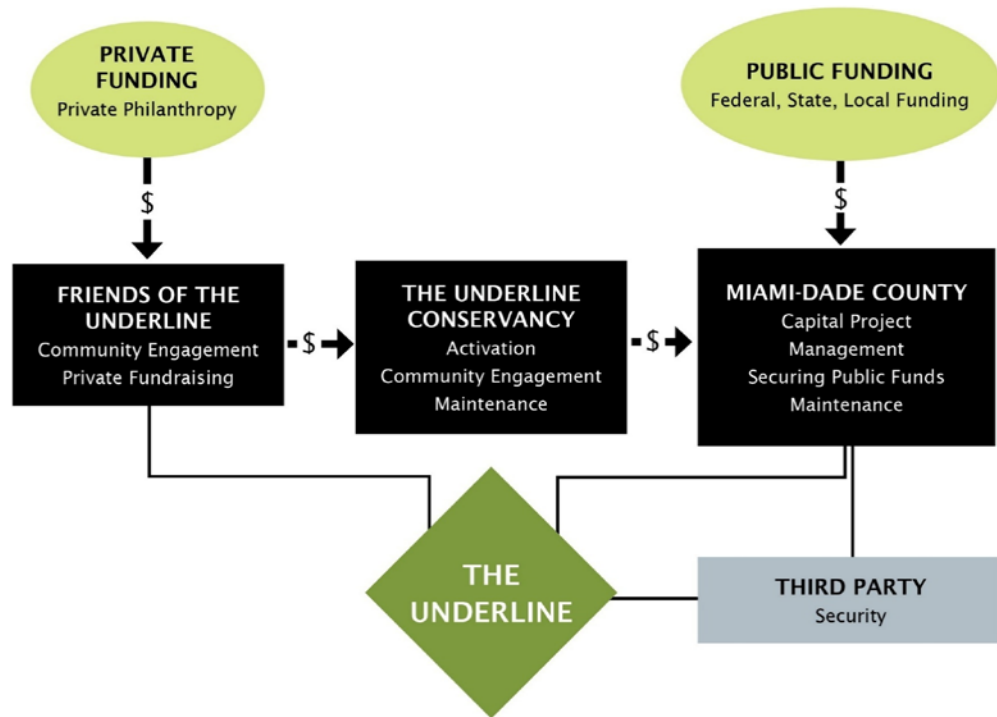 PRIVATE
FUNDING
Private Philanthropy
PUBLIC FUNDING
Federal, State, Local Funding
$
$
FRIENDS OF THE
UNDERLINE
Community Engagement
Private Fundraising
$
THE UNDERLINE
CONSERVANCY
Activation
Community Engagement
Maintenance
$
MIAMI-DADE COUNTY
Capital Project
Management
Securing Public Funds
Maintenance
THE
UNDERLINE
THIRD PARTY
Security